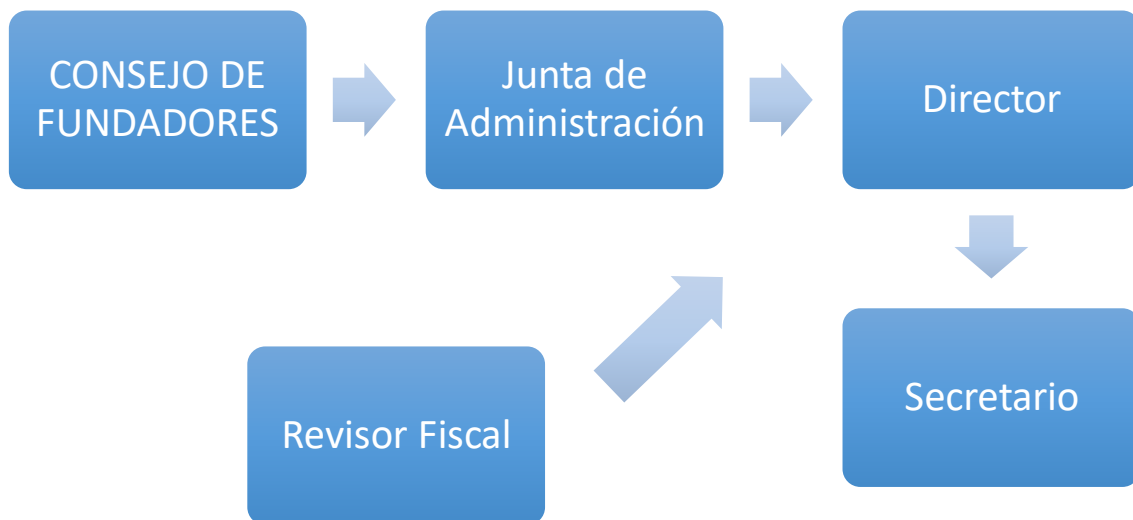 CONSEJO DE
FUNDADORES
Junta de
Administración
Director
Secretario
Revisor Fiscal